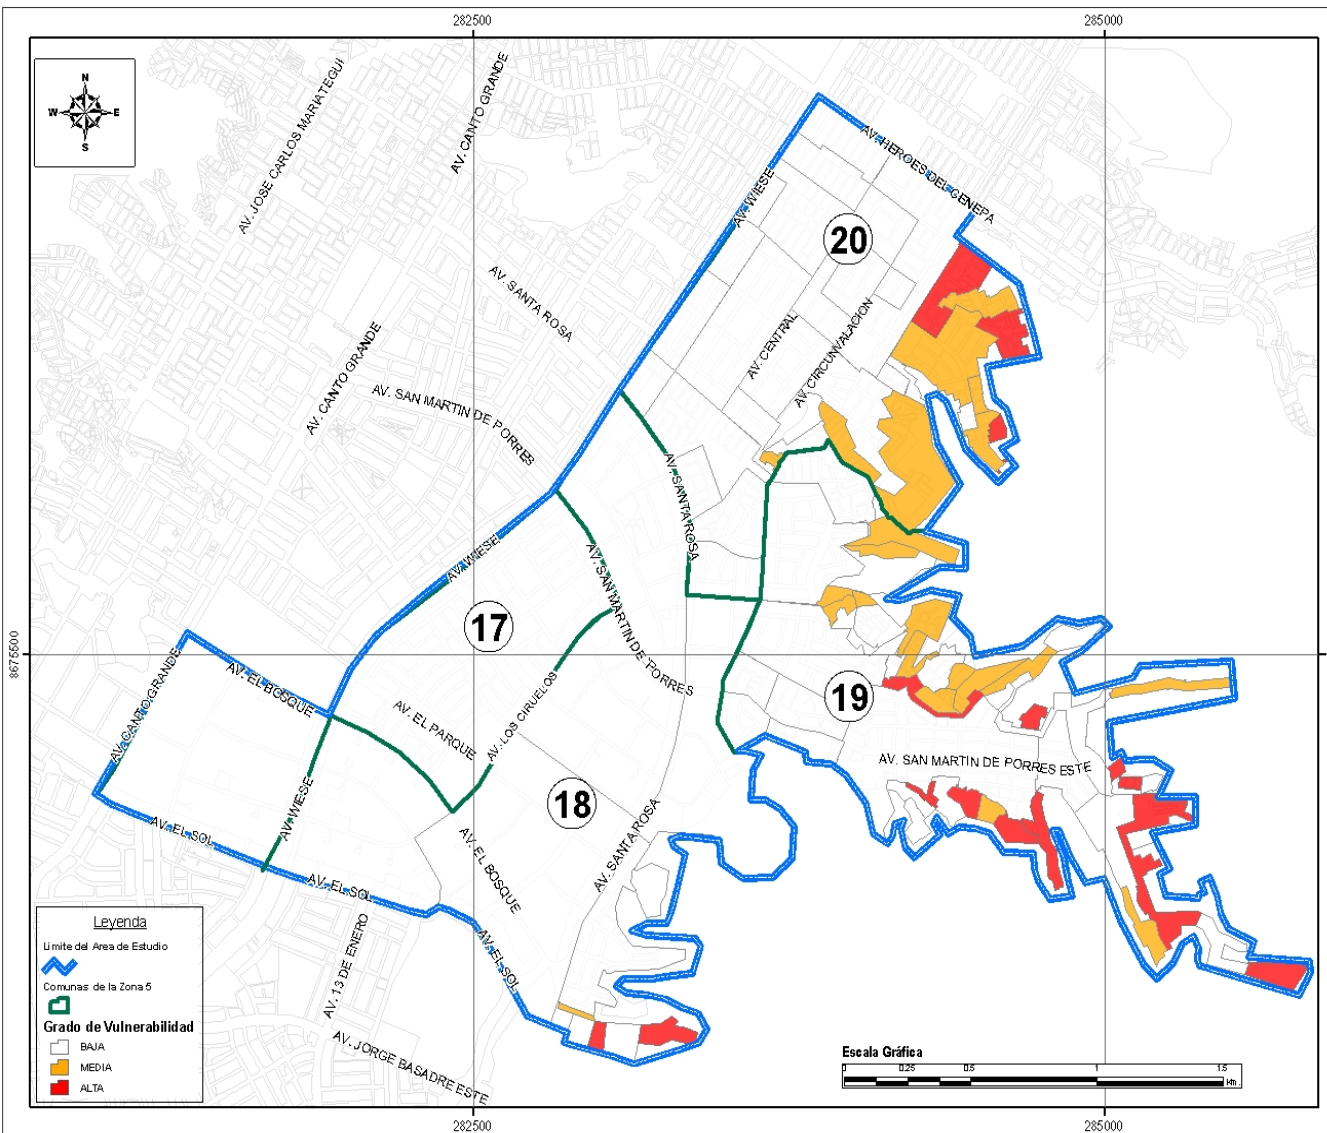 282500
285000
N
W
E
S
AV. JOSE CARLOS MARIATEGUI
AV. CANTO GRANDE
AV. HEROES DEL CENEPA
AV. WIESE
20
AV. SANTA ROSA
AV. CANTO GRANDE
AV. CENTRAL
AV. CIRCUNVALACION
AV. SAN MARTIN DE PORRES
AV. SANTA ROSA
AV. WIESE
AV. SAN MARTIN DE PORRES
17
8675500
AV. CANTO GRANDE
AV. EL BOSQUE
AV. EL PARQUE
AV. LOS CIRUELOS
19
AV. SAN MARTIN DE PORRES ESTE
AV. WIESE
18
AV. EL SOL
AV. SANTA ROSA
AV. EL BOSQUE
AV. EL SOL
AV. EL SOL
AV. 13 DE ENERO
AV. JORGE BASADRE ESTE
Leyenda
Limite del Area de Estudio
Comunas de la Zona 5
Grado de Vulnerabilidad
BAJA
MEDIA
ALTA
Escala Gráfica
0 0.25 0.5 1 1.5
Km.
282500
285000